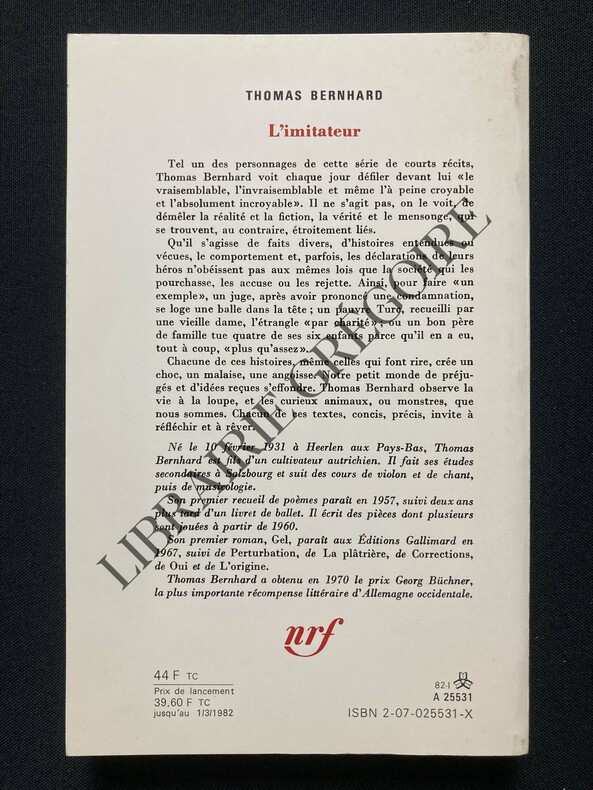 THOMAS BERNHARD
L'imitateur
Tel un des personnages de cette série de courts récits,
Thomas Bernhard voit chaque jour défiler devant lui «le
vraisemblable, l'invraisemblable et même l'à peine croyable
et l'absolument incroyable». Il ne s'agit pas, on le voit, de
démêler la réalité et la fiction, la vérité et le mensonge, qui
se trouvent, au contraire, étroitement liés.
Qu'il s'agisse de faits divers, d'histoires entendues ou
vécues, le comportement et, parfois, les déclarations de leurs
héros n'obéissent pas aux mêmes lois que la société qui les
pourchasse, les accuse ou les rejette. Ainsi, pour faire «un
exemple», un juge, après avoir prononcé une condamnation,
se loge une balle dans la tête; un pauvre Turc, recueilli par
une vieille dame, l'étrangle «par charité»; ou un bon père
de famille tue quatre de ses six enfants parce qu'il en a eu,
tout à coup, «plus qu'assez».
Chacune de ces histoires, même celles qui font rire, crée un
choc, un malaise, une angoisse. Notre petit monde de préju-
gés et d'idées reçues s'effondre. Thomas Bernhard observe la
vie à la loupe, et les curieux animaux, ou monstres, que
nous sommes. Chacun de ses textes, concis, précis, invite à
réfléchir et à rêver.
Né le 10 février 1931 à Heerlen aux Pays-Bas, Thomas
Bernhard est fils d'un cultivateur autrichien. Il fait ses études
secondaires à Salzbourg et suit des cours de violon et de chant,
puis de musicologie.
Son premier recueil de poèmes paraît en 1957, suivi deux ans
plus tard d'un livret de ballet. Il écrit des pièces dont plusieurs
sont jouées à partir de 1960.
Son premier roman, Gel, paraît aux Éditions Gallimard en
1967, suivi de Perturbation, de La plâtrière, de Corrections,
de Oui et de L'origine.
Thomas Bernhard a obtenu en 1970 le prix Georg Büchner,
la plus importante récompense littéraire d'Allemagne occidentale.
nrf
44 F TC
Prix de lancement
39,60 F TC
jusqu'au 1/3/1982
82-I
A 25531
ISBN 2-07-025531-X
LIBRAIRIE GRÉGOIRE